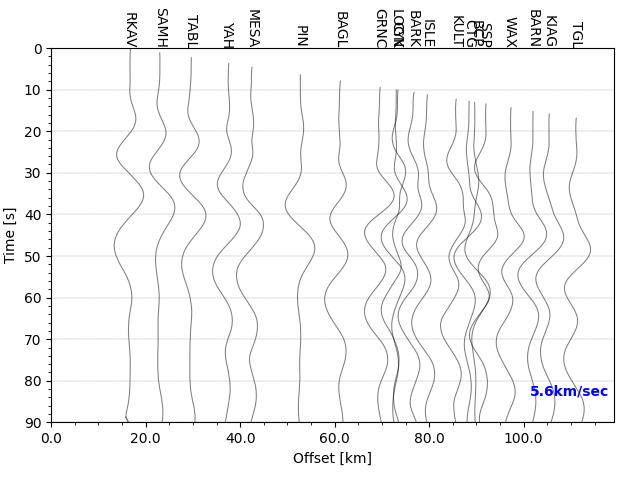 RKAV SAMH TABL YAH MESA PIN BAGL GRNC BARK ISLE KULT CTG SSP WAX BARN KIAG TGL
0
10
20
30
40
50
60
70
80
90
Time [s]
5.6km/sec
0.0 20.0 40.0 60.0 80.0 100.0
Offset [km]